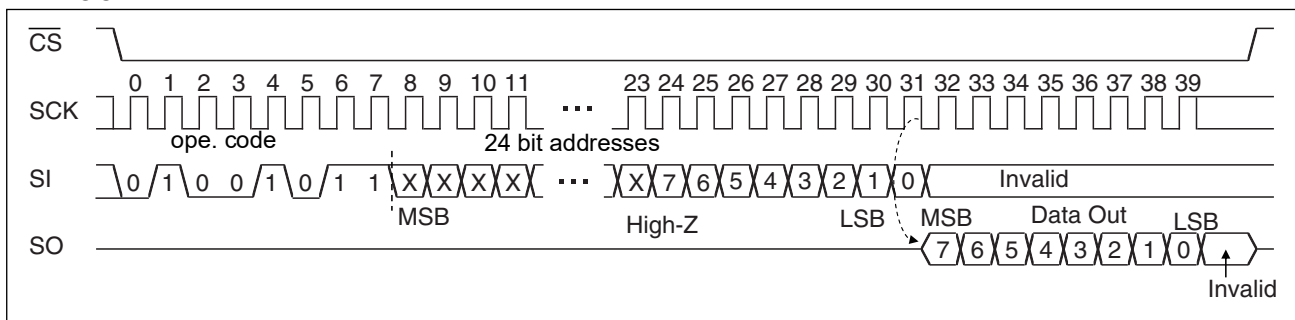 CS
0 1 2 3 4 5 6 7 8 9 10 11 23 24 25 26 27 28 29 30 31 32 33 34 35 36 37 38 39
SCK ...
ope. code 24 bit addresses
SI 0 1 0 0 1 0 1 1 X X X X ... X 7 6 5 4 3 2 1 0 Invalid
MSB High-Z LSB MSB Data Out LSB
SO 7 6 5 4 3 2 1 0
Invalid